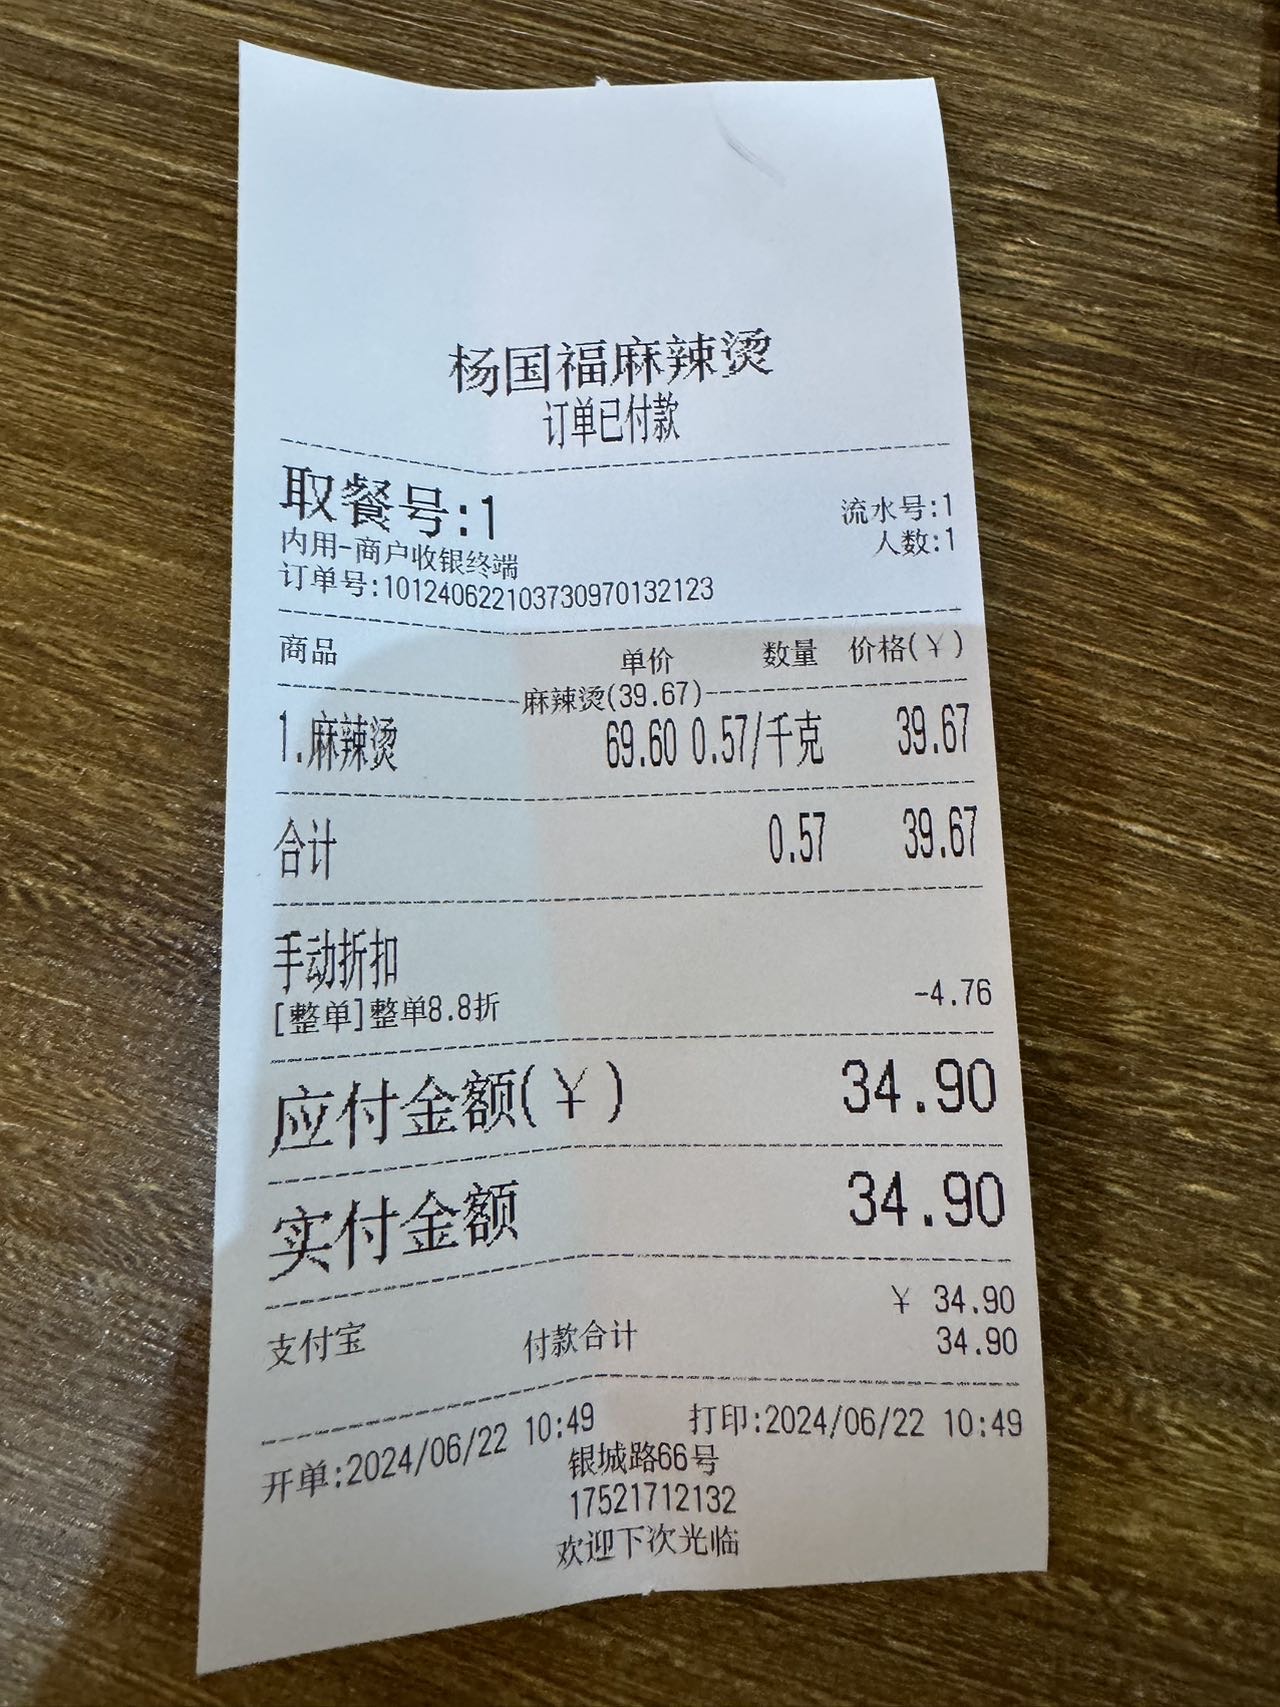 杨国福麻辣烫
订单已付款
取餐号:1 流水号:1
内用-商户收银终端 人数:1
订单号:101240622103730970132123
商品 单价 数量 价格(¥)
麻辣烫(39.67)
1.麻辣烫 69.60 0.57/千克 39.67
合计 0.57 39.67
手动折扣
[整单]整单8.8折 -4.76
应付金额(¥) 34.90
实付金额 34.90
¥ 34.90
支付宝 付款合计 34.90
开单:2024/06/22 10:49 打印:2024/06/22 10:49
银城路66号
17521712132
欢迎下次光临